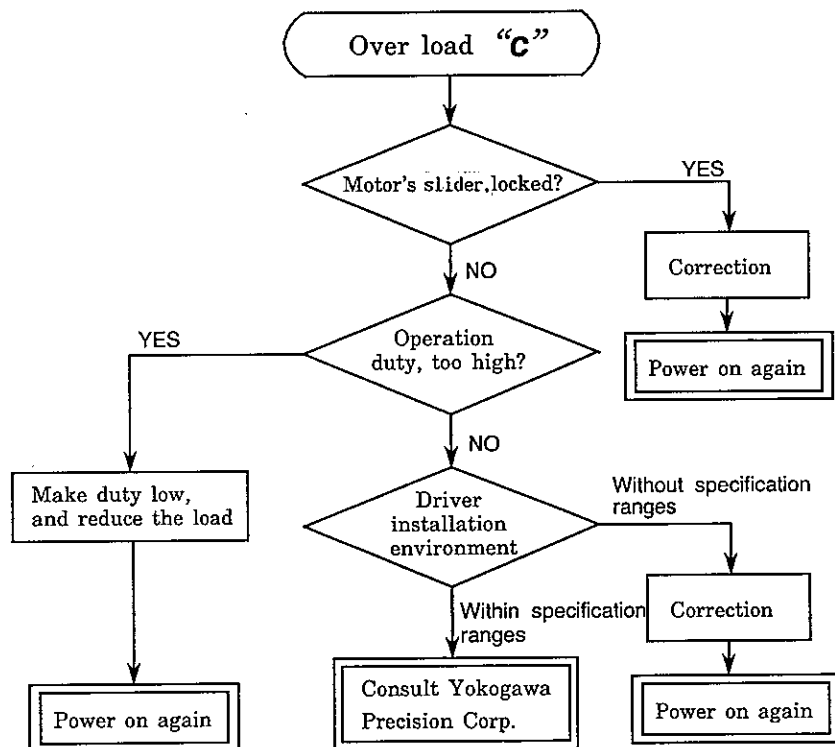 Over load “C”
Motor's slider, locked?
YES
Correction
NO
YES
Operation
duty, too high?
Power on again
NO
Make duty low,
and reduce the load
Driver
installation
environment
Without specification
ranges
Within specification
ranges
Correction
Power on again
Consult Yokogawa
Precision Corp.
Power on again